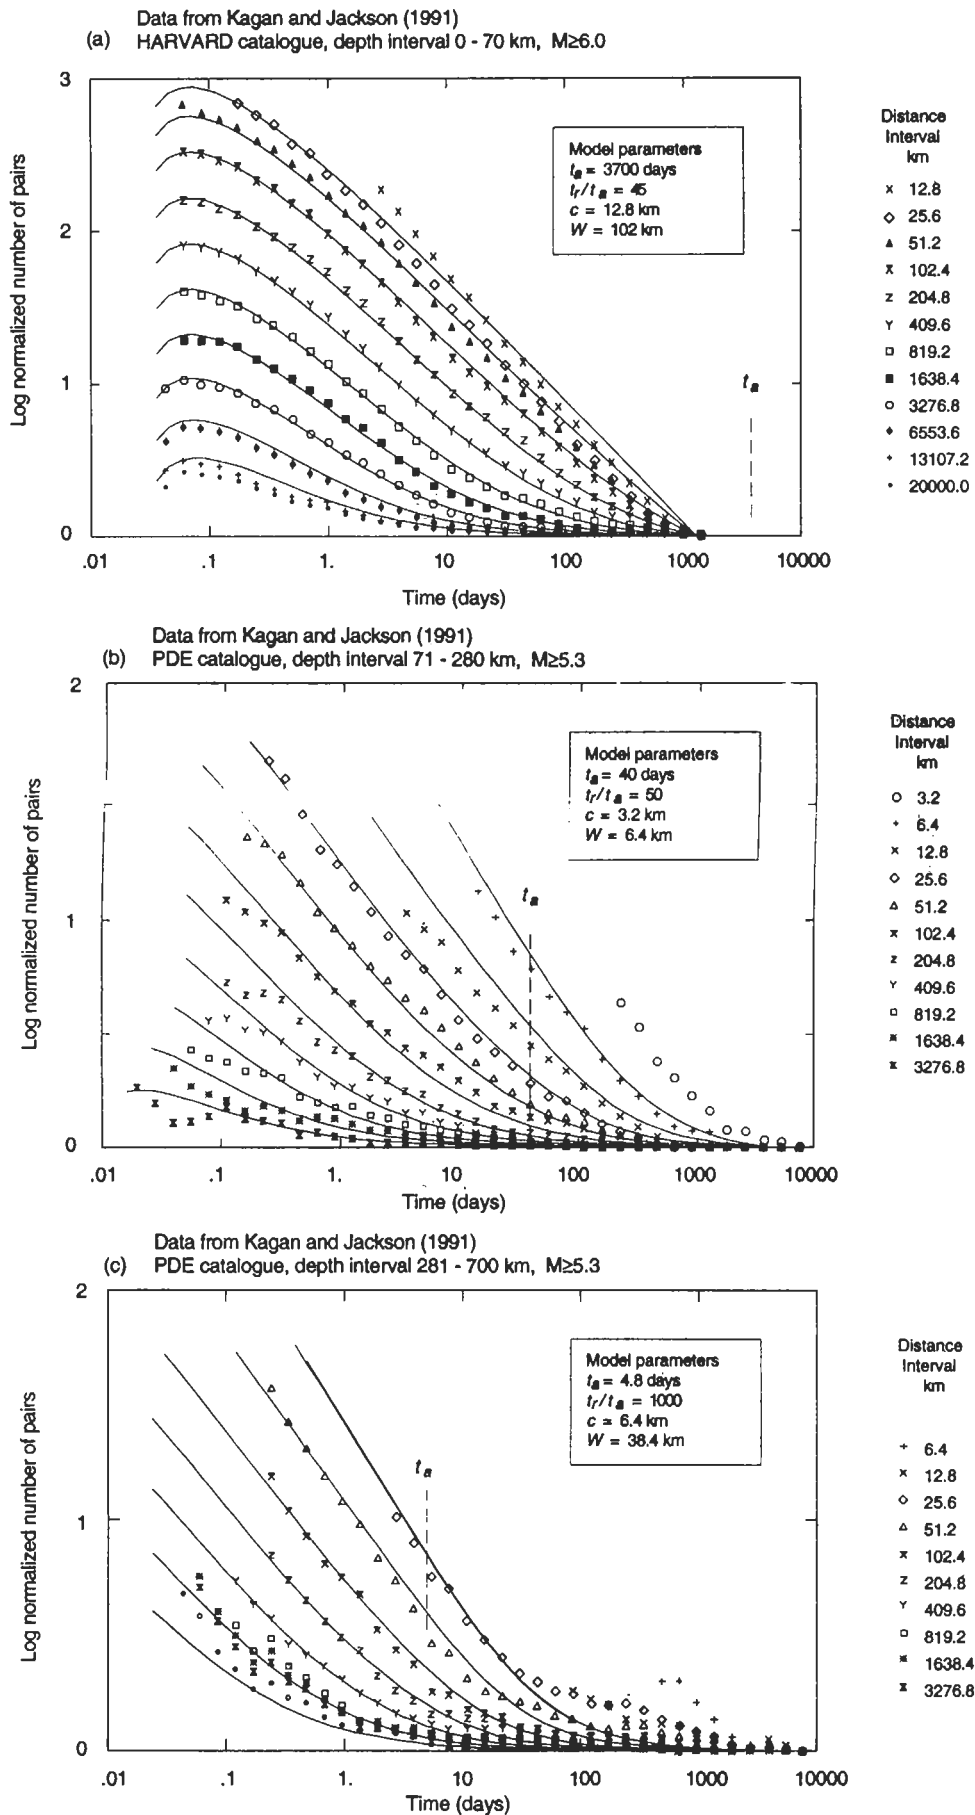 Data from Kagan and Jackson (1991)
(a) HARVARD catalogue, depth interval 0 - 70 km, M≥6.0
3
2
1
0
Log normalized number of pairs
Model parameters
ta = 3700 days
tr/ta = 45
c = 12.8 km
W = 102 km
ta
.01 .1 1. 10 100 1000 10000
Time (days)
Distance
Interval
km
x 12.8
◇ 25.6
▲ 51.2
⧗ 102.4
z 204.8
Y 409.6
□ 819.2
■ 1638.4
○ 3276.8
♦ 6553.6
+ 13107.2
• 20000.0
Data from Kagan and Jackson (1991)
(b) PDE catalogue, depth interval 71 - 280 km, M≥5.3
2
1
0
Log normalized number of pairs
Model parameters
ta = 40 days
tr/ta = 50
c = 3.2 km
W = 6.4 km
ta
.01 .1 1. 10 100 1000 10000
Time (days)
Distance
Interval
km
○ 3.2
+ 6.4
x 12.8
◇ 25.6
△ 51.2
⧗ 102.4
z 204.8
Y 409.6
□ 819.2
✳ 1638.4
⧗ 3276.8
Data from Kagan and Jackson (1991)
(c) PDE catalogue, depth interval 281 - 700 km, M≥5.3
2
1
0
Log normalized number of pairs
Model parameters
ta = 4.8 days
tr/ta = 1000
c = 6.4 km
W = 38.4 km
ta
.01 .1 1. 10 100 1000 10000
Time (days)
Distance
Interval
km
+ 6.4
x 12.8
◇ 25.6
△ 51.2
⧗ 102.4
z 204.8
Y 409.6
□ 819.2
✳ 1638.4
⧗ 3276.8